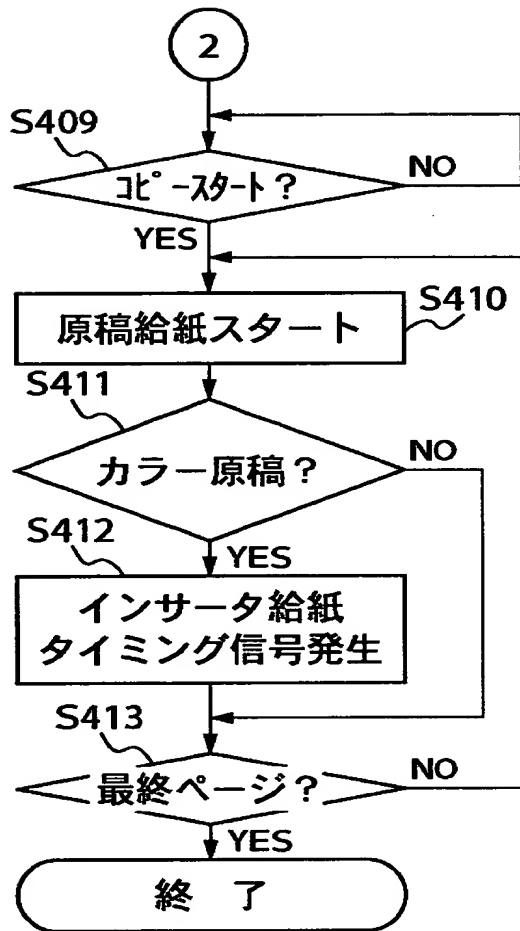 2
S409
コピースタート？
NO
YES
S410
原稿給紙スタート
S411
カラー原稿？
NO
S412
YES
インサータ給紙
タイミング信号発生
S413
最終ページ？
NO
YES
終 了